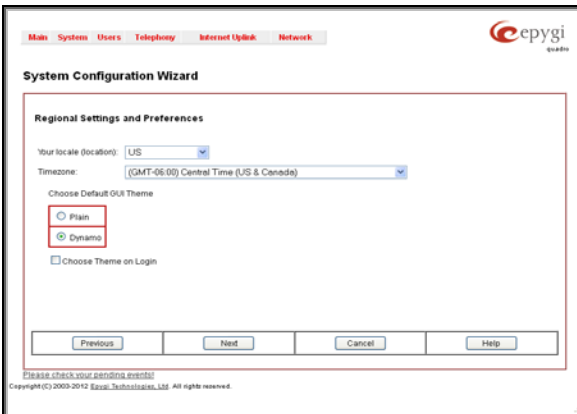 Main System Users Telephony Internet Uplink Network
epygi
quadro
System Configuration Wizard
Regional Settings and Preferences
Your locale (location): US
Timezone: (GMT-06:00) Central Time (US & Canada)
Choose Default GUI Theme
Plain
Dynamo
Choose Theme on Login
Previous Next Cancel Help
Please check your pending events!
Copyright (C) 2003-2012 Epygi Technologies, Ltd. All rights reserved.